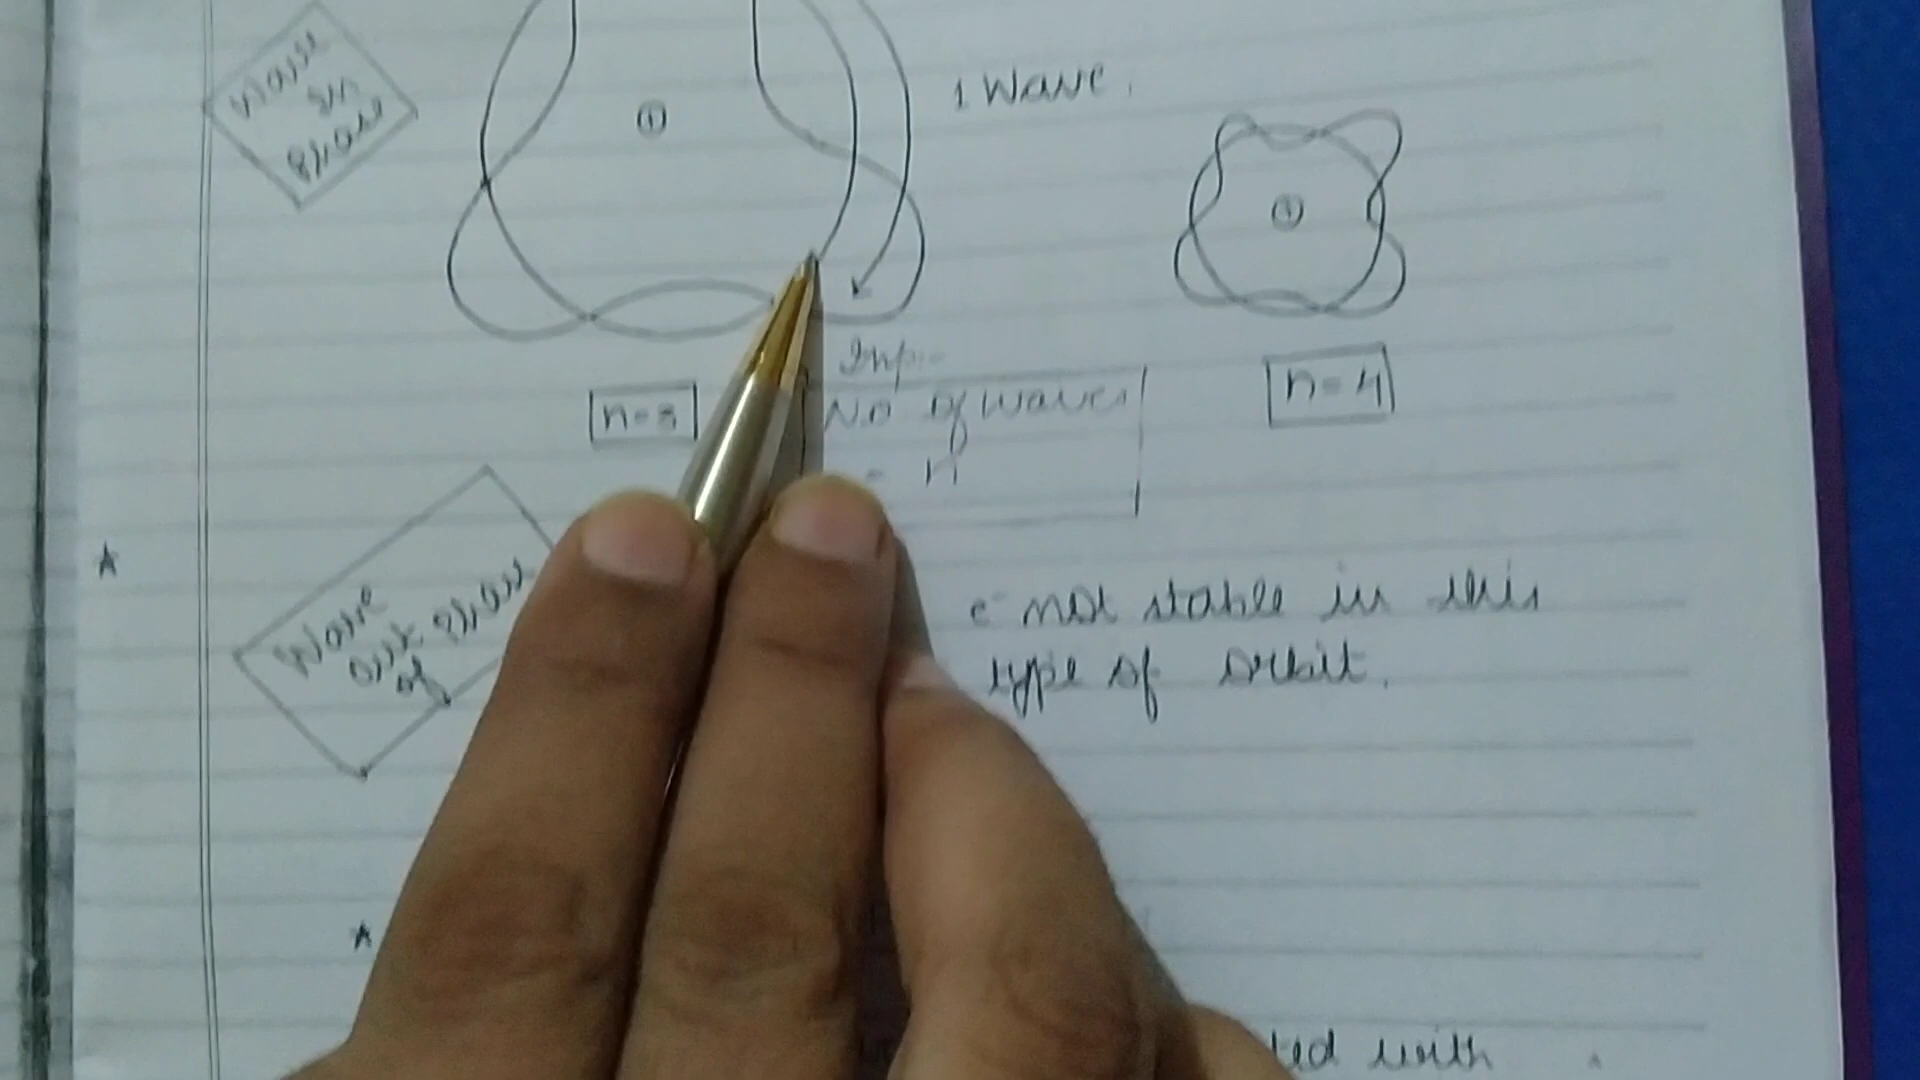 Wave
in
Phase
1 Wave.
n=3
Imp:-
No of waves
= n
n=4
Wave
out
of Phase
e- not stable in this
type of orbit.
ted with